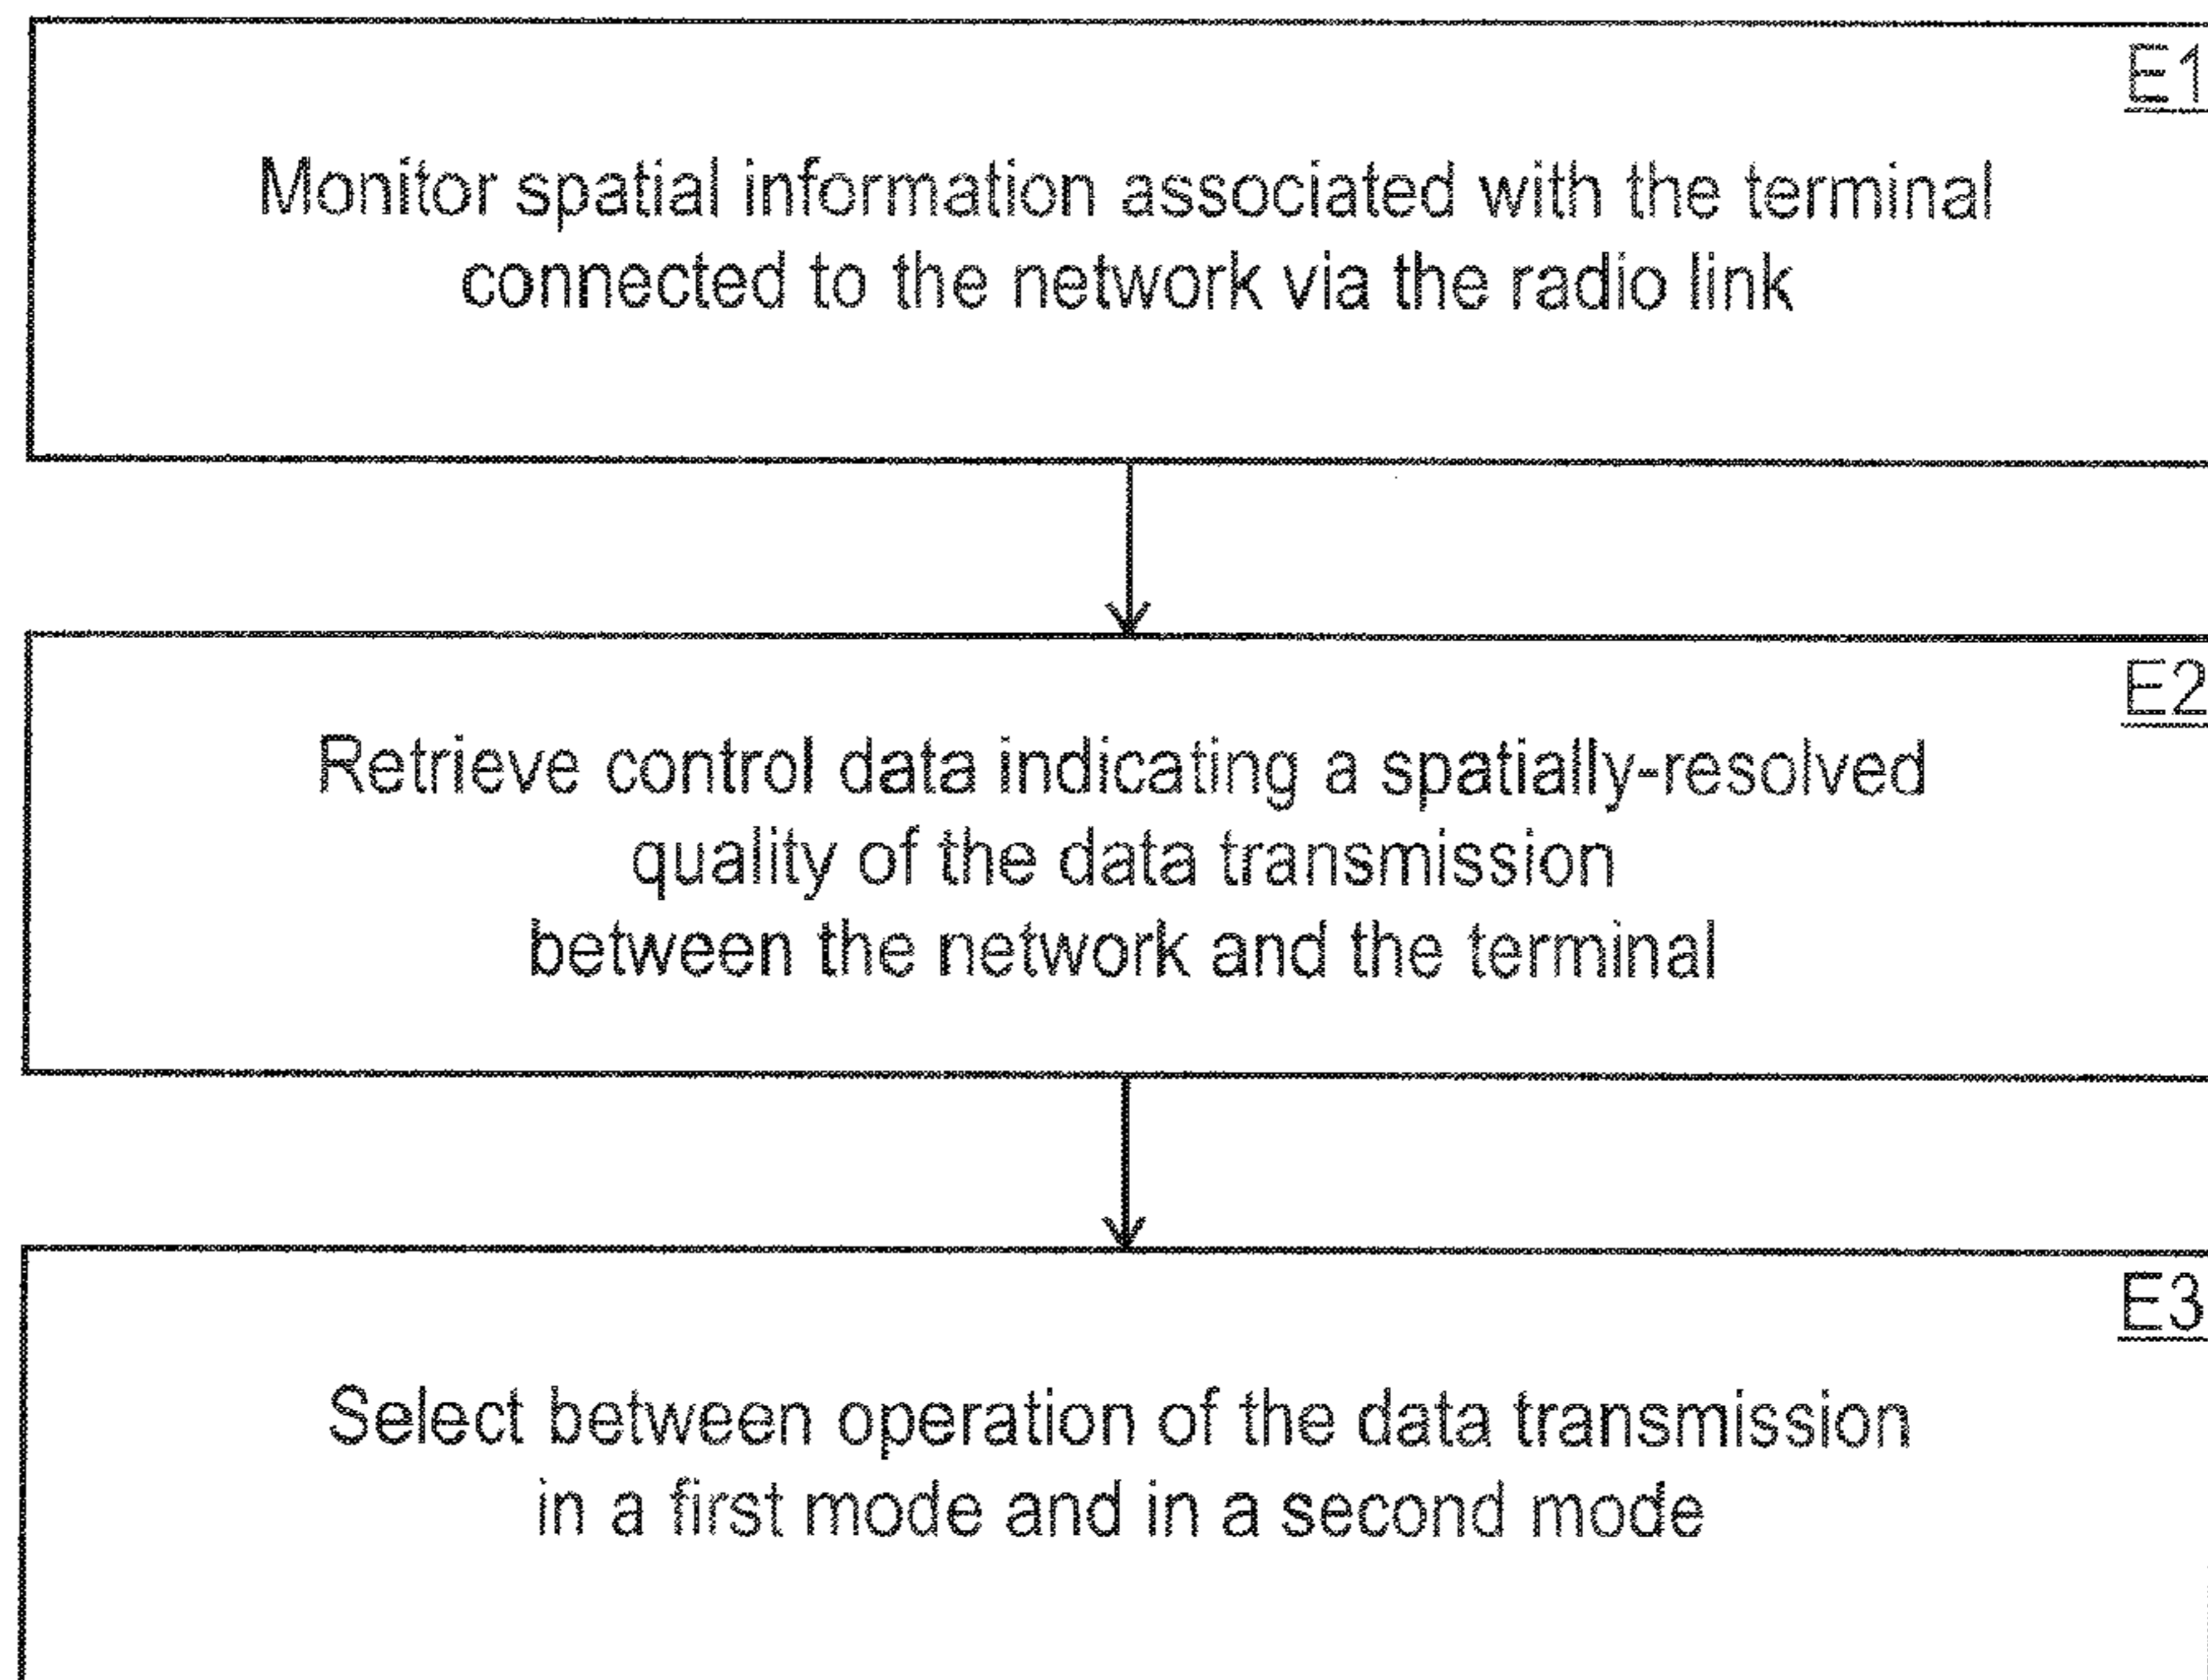 E1
Monitor spatial information associated with the terminal
connected to the network via the radio link
E2
Retrieve control data indicating a spatially-resolved
quality of the data transmission
between the network and the terminal
E3
Select between operation of the data transmission
in a first mode and in a second mode